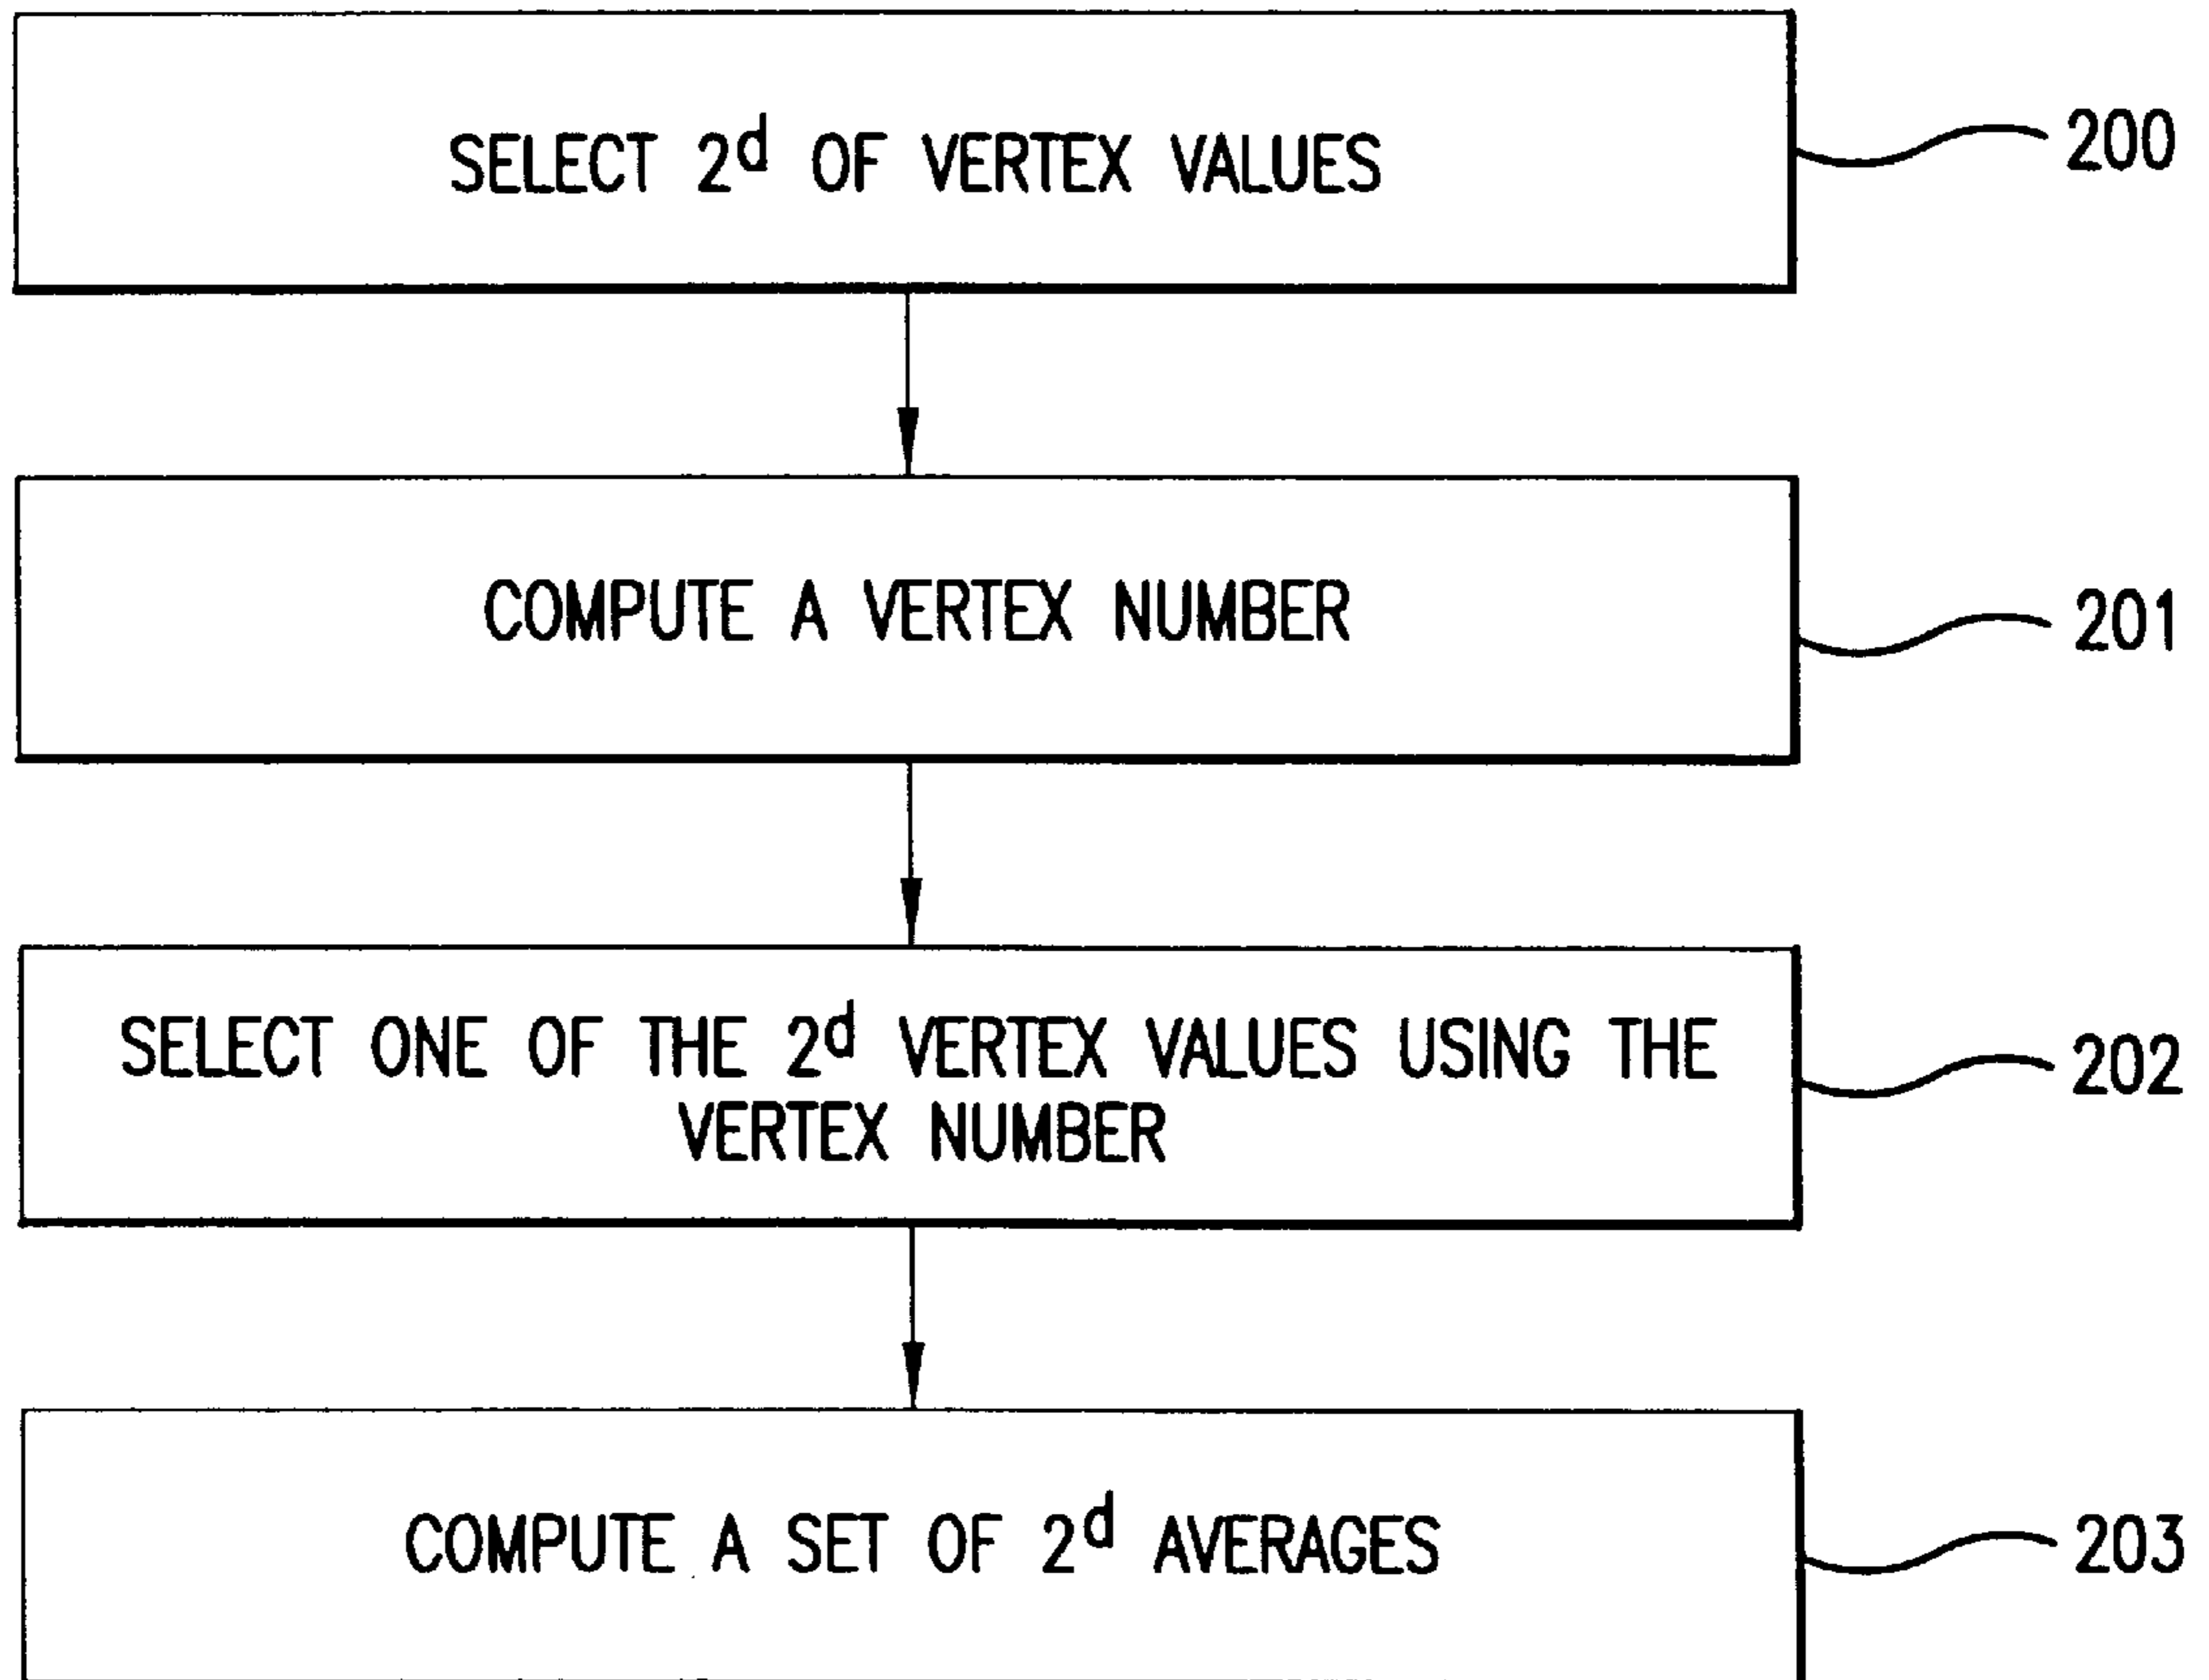 SELECT 2ᵈ OF VERTEX VALUES
200
COMPUTE A VERTEX NUMBER
201
SELECT ONE OF THE 2ᵈ VERTEX VALUES USING THE
VERTEX NUMBER
202
COMPUTE A SET OF 2ᵈ AVERAGES
203